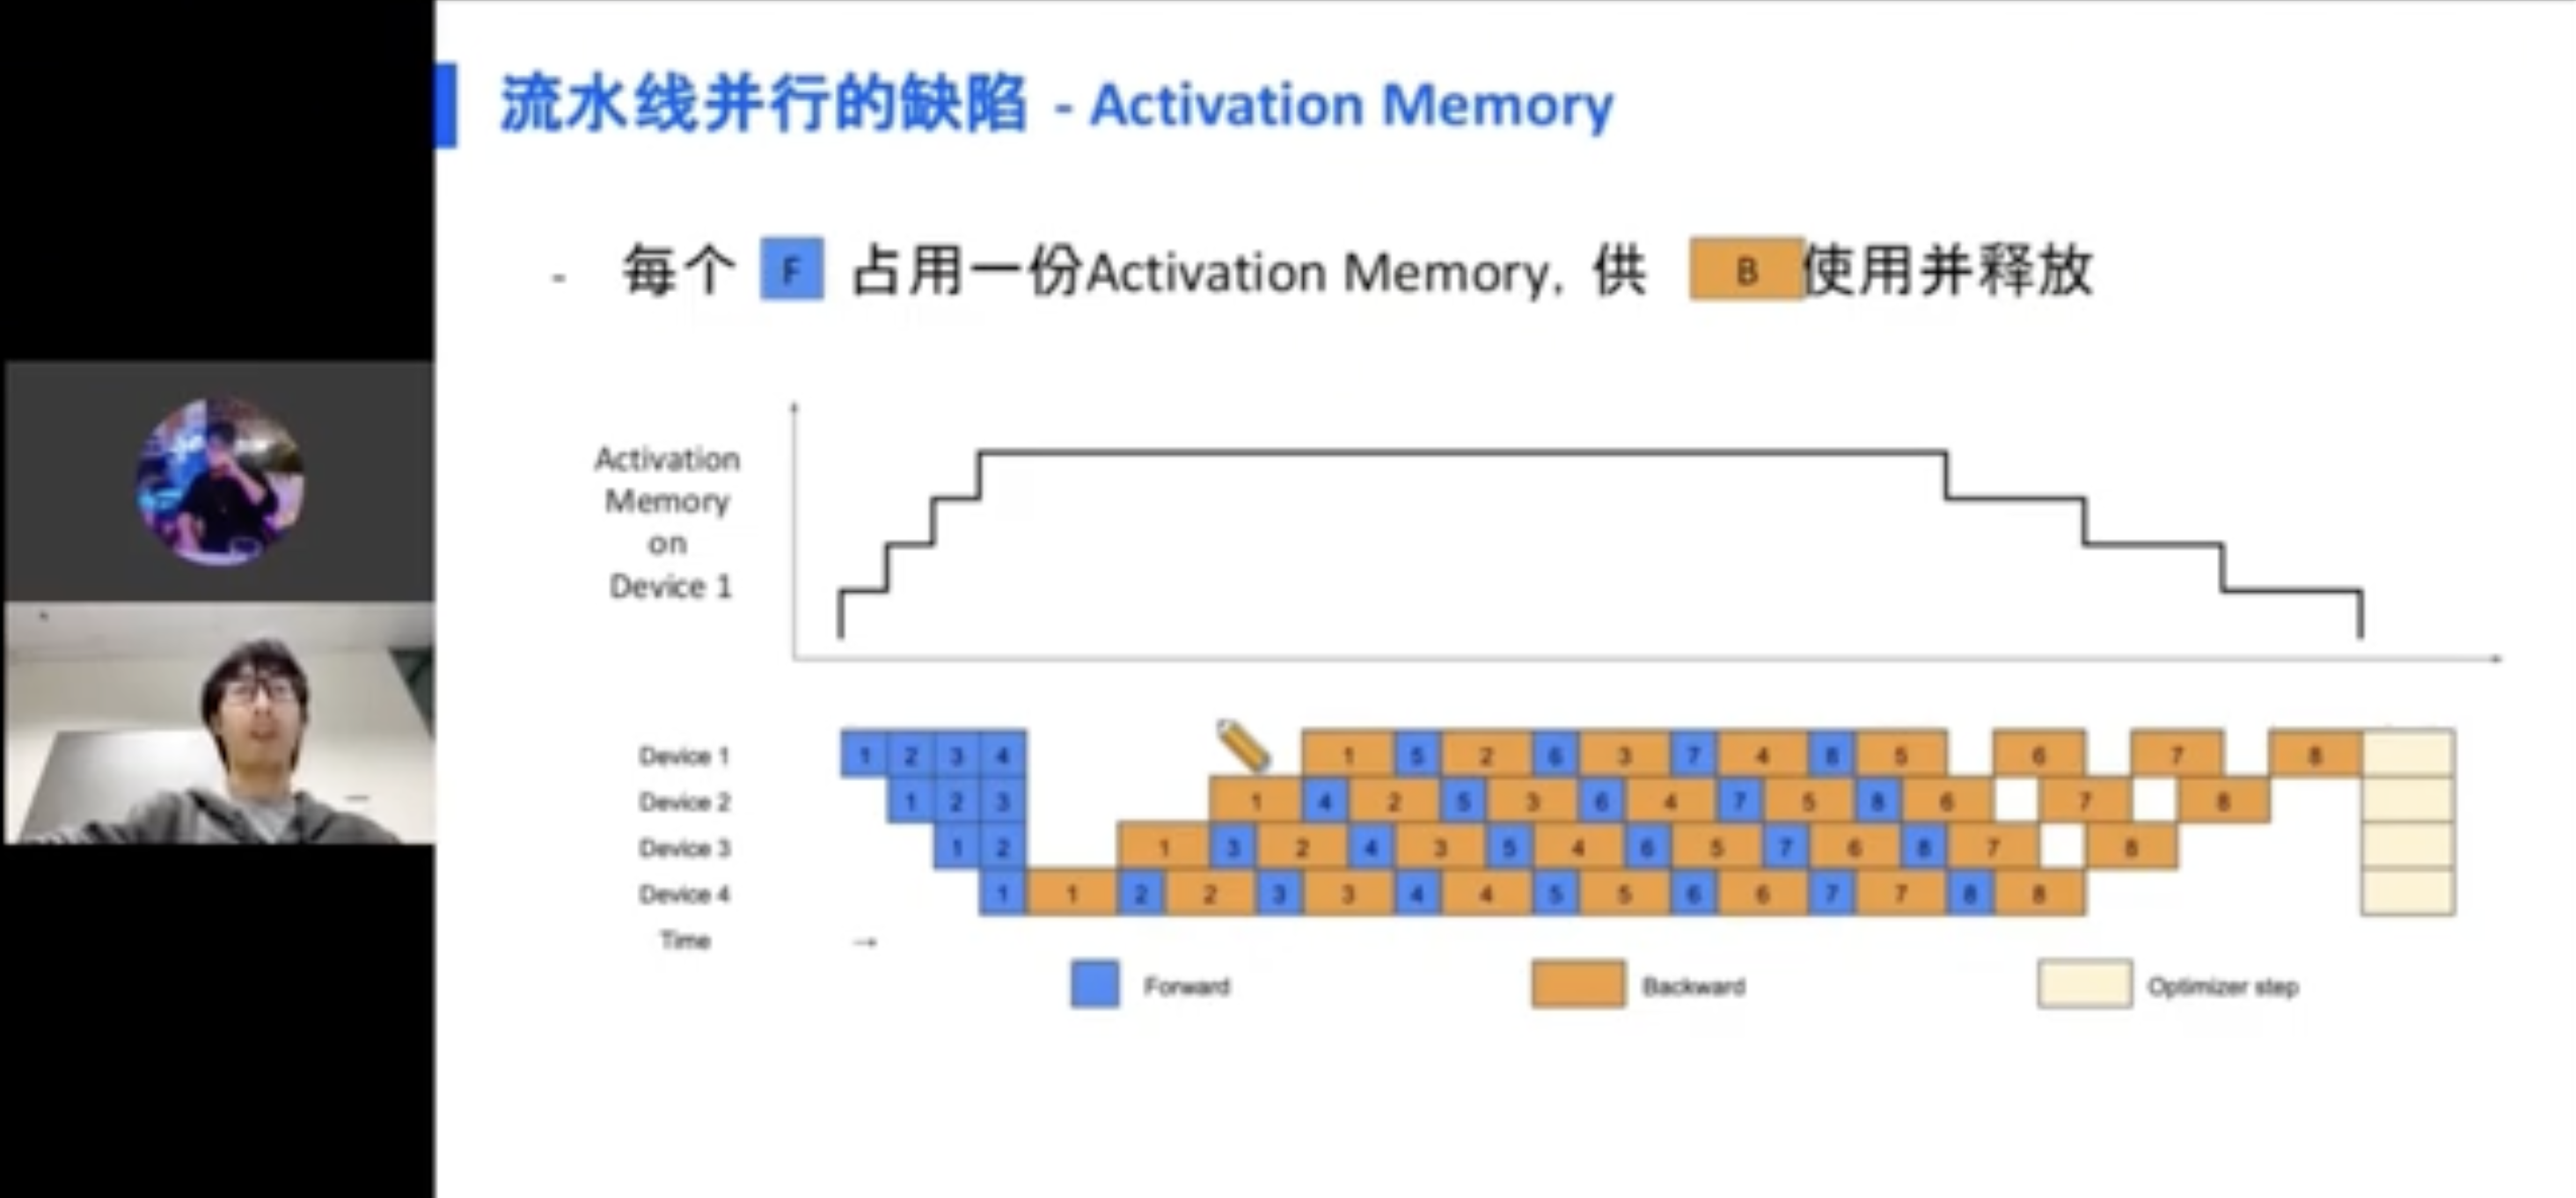 流水线并行的缺陷 - Activation Memory
- 每个 F 占用一份Activation Memory, 供 B 使用并释放
Activation
Memory
on
Device 1
Device 1 1 2 3 4 1 5 2 6 3 7 4 8 5 6 7 8
Device 2 1 2 3 1 4 2 5 3 6 4 7 5 8 6 7 8
Device 3 1 2 1 3 2 4 3 5 4 6 5 7 6 8 7 8
Device 4 1 1 2 2 3 3 4 4 5 5 6 6 7 7 8 8
Time →
Forward Backward Optimizer step